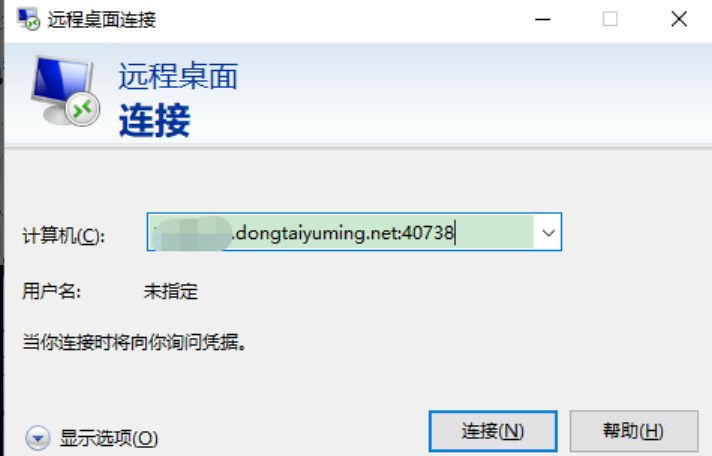 远程桌面连接
远程桌面
连接
计算机(C): .dongtaiyuming.net:40738
用户名: 未指定
当你连接时将向你询问凭据。
显示选项(O) 连接(N) 帮助(H)